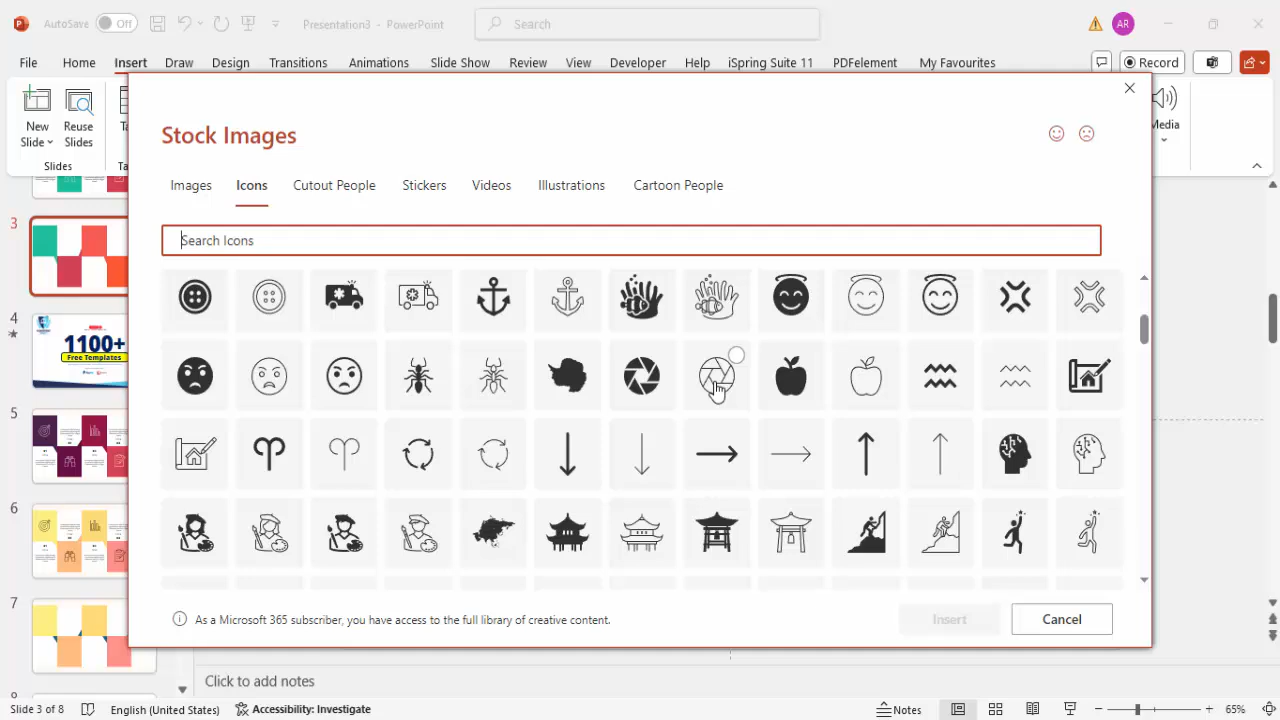 AutoSave Off Presentation3 - PowerPoint Search AR
File Home Insert Draw Design Transitions Animations Slide Show Review View Developer Help iSpring Suite 11 PDFelement My Favourites Record
New Slide
Reuse Slides
Ta
Media
Slides
Ta
Stock Images
Images Icons Cutout People Stickers Videos Illustrations Cartoon People
Search Icons
3
4
1100+
Free Templates
5
6
7
8
As a Microsoft 365 subscriber, you have access to the full library of creative content.
Insert Cancel
Click to add notes
Slide 3 of 8 English (United States) Accessibility: Investigate Notes 65%